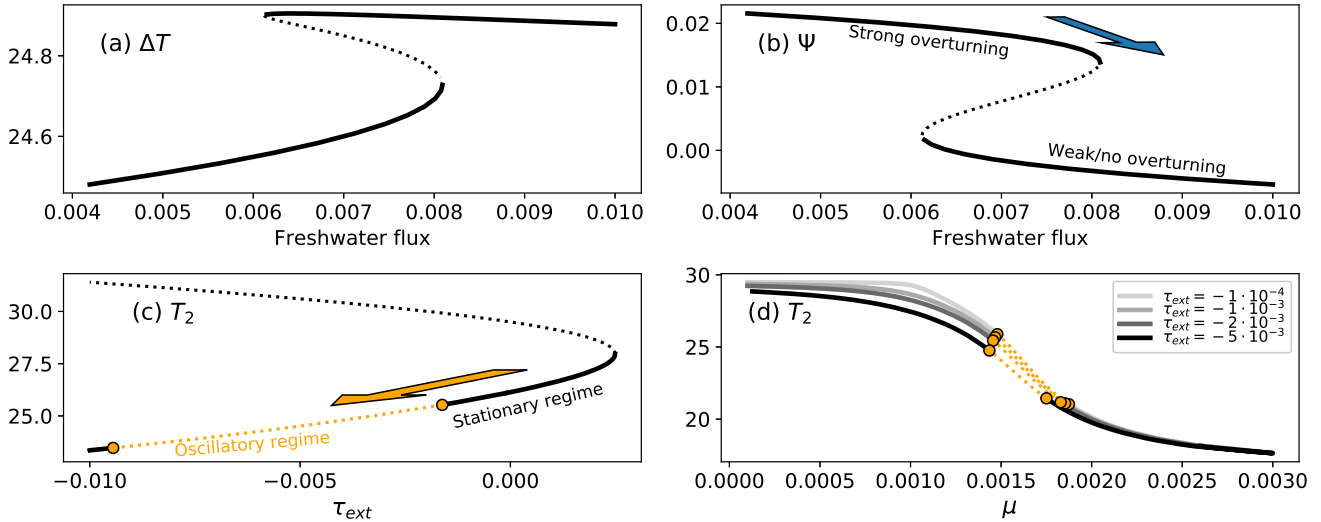 (a) ΔT
24.8
24.6
0.004 0.005 0.006 0.007 0.008 0.009 0.010
Freshwater flux
(b) Ψ
Strong overturning
Weak/no overturning
0.02
0.01
0.00
0.004 0.005 0.006 0.007 0.008 0.009 0.010
Freshwater flux
(c) T₂
30.0
27.5
25.0
Stationary regime
Oscillatory regime
−0.010 −0.005 0.000
τ_ext
(d) T₂
30
25
20
τ_ext = −1 · 10⁻⁴
τ_ext = −1 · 10⁻³
τ_ext = −2 · 10⁻³
τ_ext = −5 · 10⁻³
0.0000 0.0005 0.0010 0.0015 0.0020 0.0025 0.0030
μ